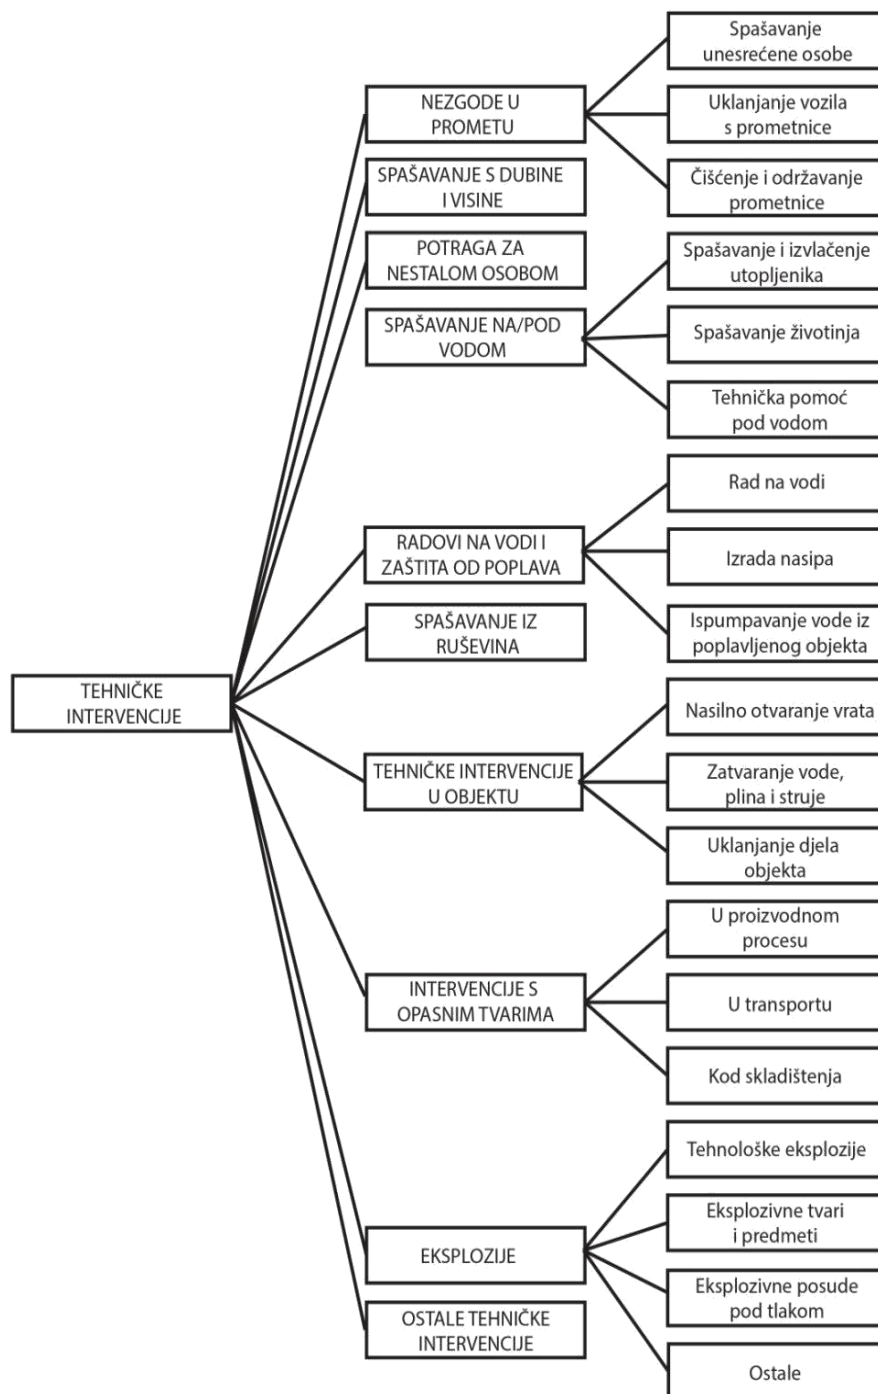 TEHNIČKE
INTERVENCIJE
NEZGODE U
PROMETU
Spašavanje
unesrećene osobe
Uklanjanje vozila
s prometnice
Čišćenje i održavanje
prometnice
SPAŠAVANJE S DUBINE
I VISINE
POTRAGA ZA
NESTALOM OSOBOM
SPAŠAVANJE NA/POD
VODOM
Spašavanje i izvlačenje
utopljenika
Spašavanje životinja
Tehnička pomoć
pod vodom
RADOVI NA VODI I
ZAŠTITA OD POPLAVA
Rad na vodi
Izrada nasipa
Ispumpavanje vode iz
poplavljenog objekta
SPAŠAVANJE IZ
RUŠEVINA
TEHNIČKE INTERVENCIJE
U OBJEKTU
Nasilno otvaranje vrata
Zatvaranje vode,
plina i struje
Uklanjanje djela
objekta
INTERVENCIJE S
OPASNIM TVARIMA
U proizvodnom
procesu
U transportu
Kod skladištenja
EKSPLOZIJE
Tehnološke eksplozije
Eksplozivne tvari
i predmeti
Eksplozivne posude
pod tlakom
Ostale
OSTALE TEHNIČKE
INTERVENCIJE